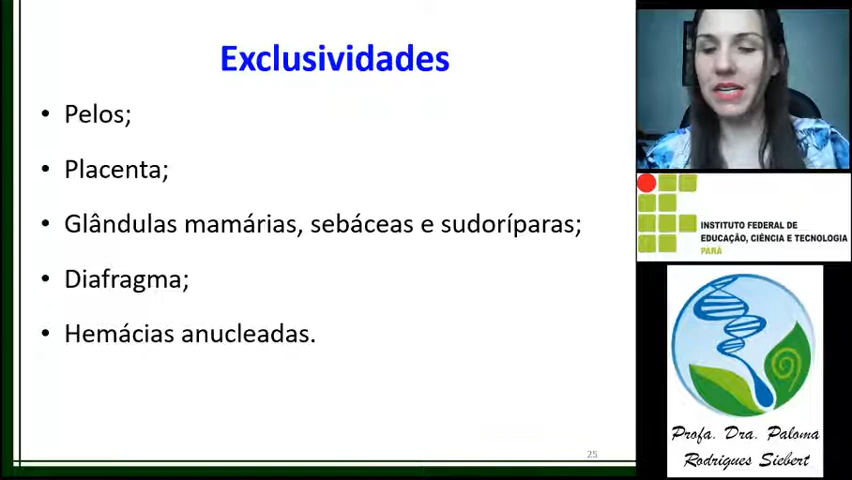 Exclusividades
• Pelos;
• Placenta;
• Glândulas mamárias, sebáceas e sudoríparas;
• Diafragma;
• Hemácias anucleadas.
25
INSTITUTO FEDERAL DE
EDUCAÇÃO, CIÊNCIA E TECNOLOGIA
PARÁ
Profa. Dra. Paloma
Rodrigues Siebert